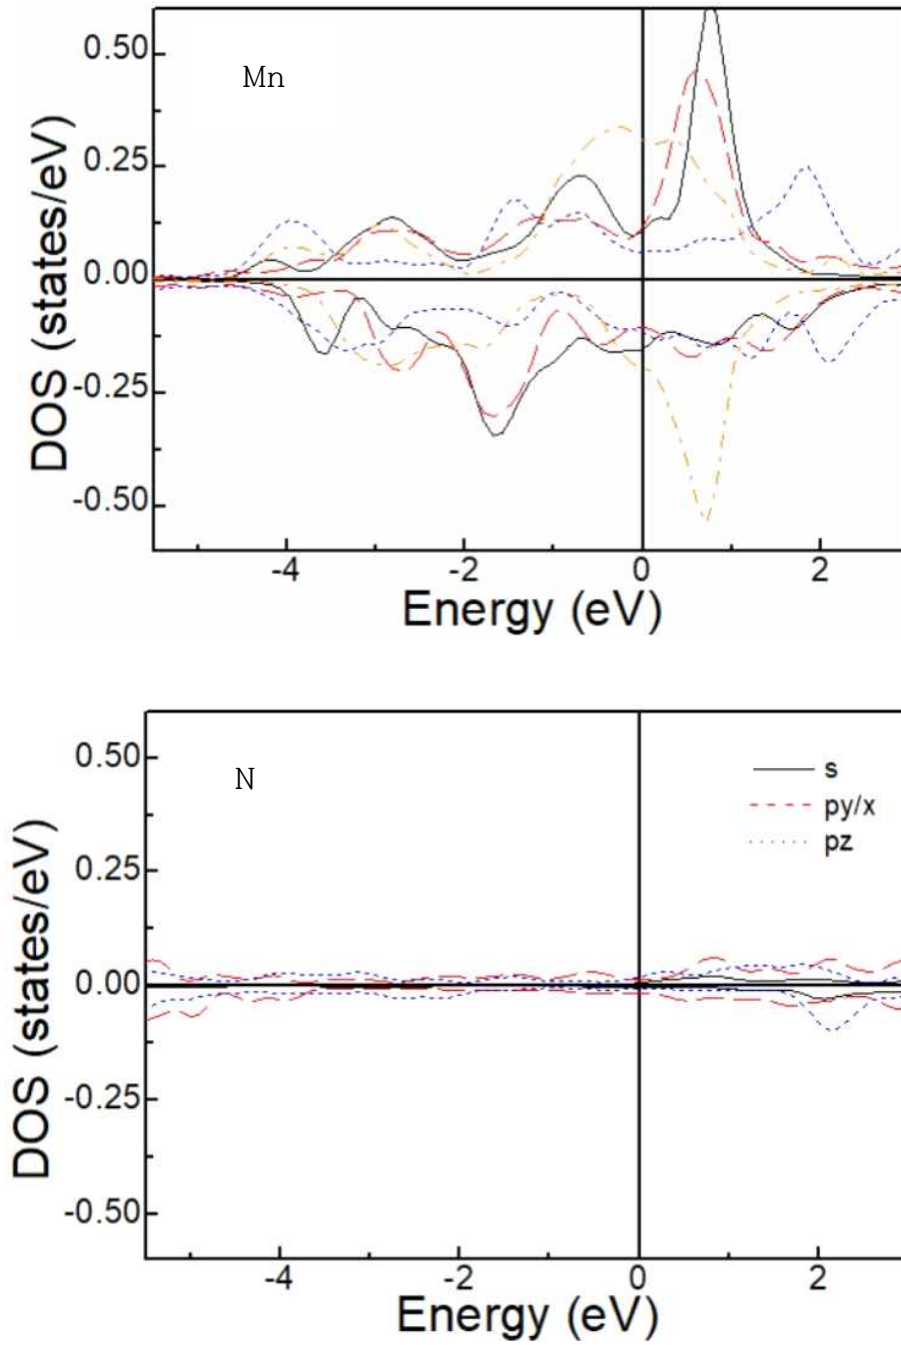 0.50
Mn
0.25
0.00
-0.25
-0.50
DOS (states/eV)
-4 -2 0 2
Energy (eV)
0.50
N
s
py/x
pz
0.25
0.00
-0.25
-0.50
DOS (states/eV)
-4 -2 0 2
Energy (eV)